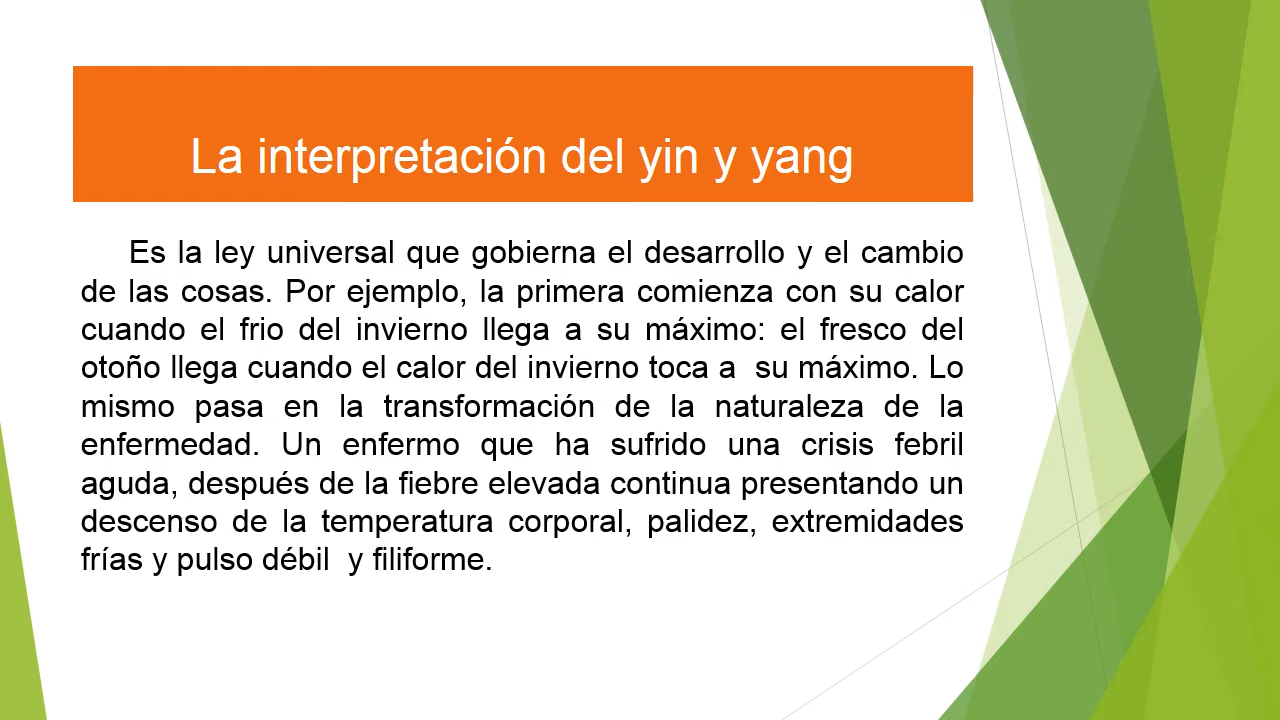 La interpretación del yin y yang
Es la ley universal que gobierna el desarrollo y el cambio
de las cosas. Por ejemplo, la primera comienza con su calor
cuando el frio del invierno llega a su máximo: el fresco del
otoño llega cuando el calor del invierno toca a su máximo. Lo
mismo pasa en la transformación de la naturaleza de la
enfermedad. Un enfermo que ha sufrido una crisis febril
aguda, después de la fiebre elevada continua presentando un
descenso de la temperatura corporal, palidez, extremidades
frías y pulso débil y filiforme.